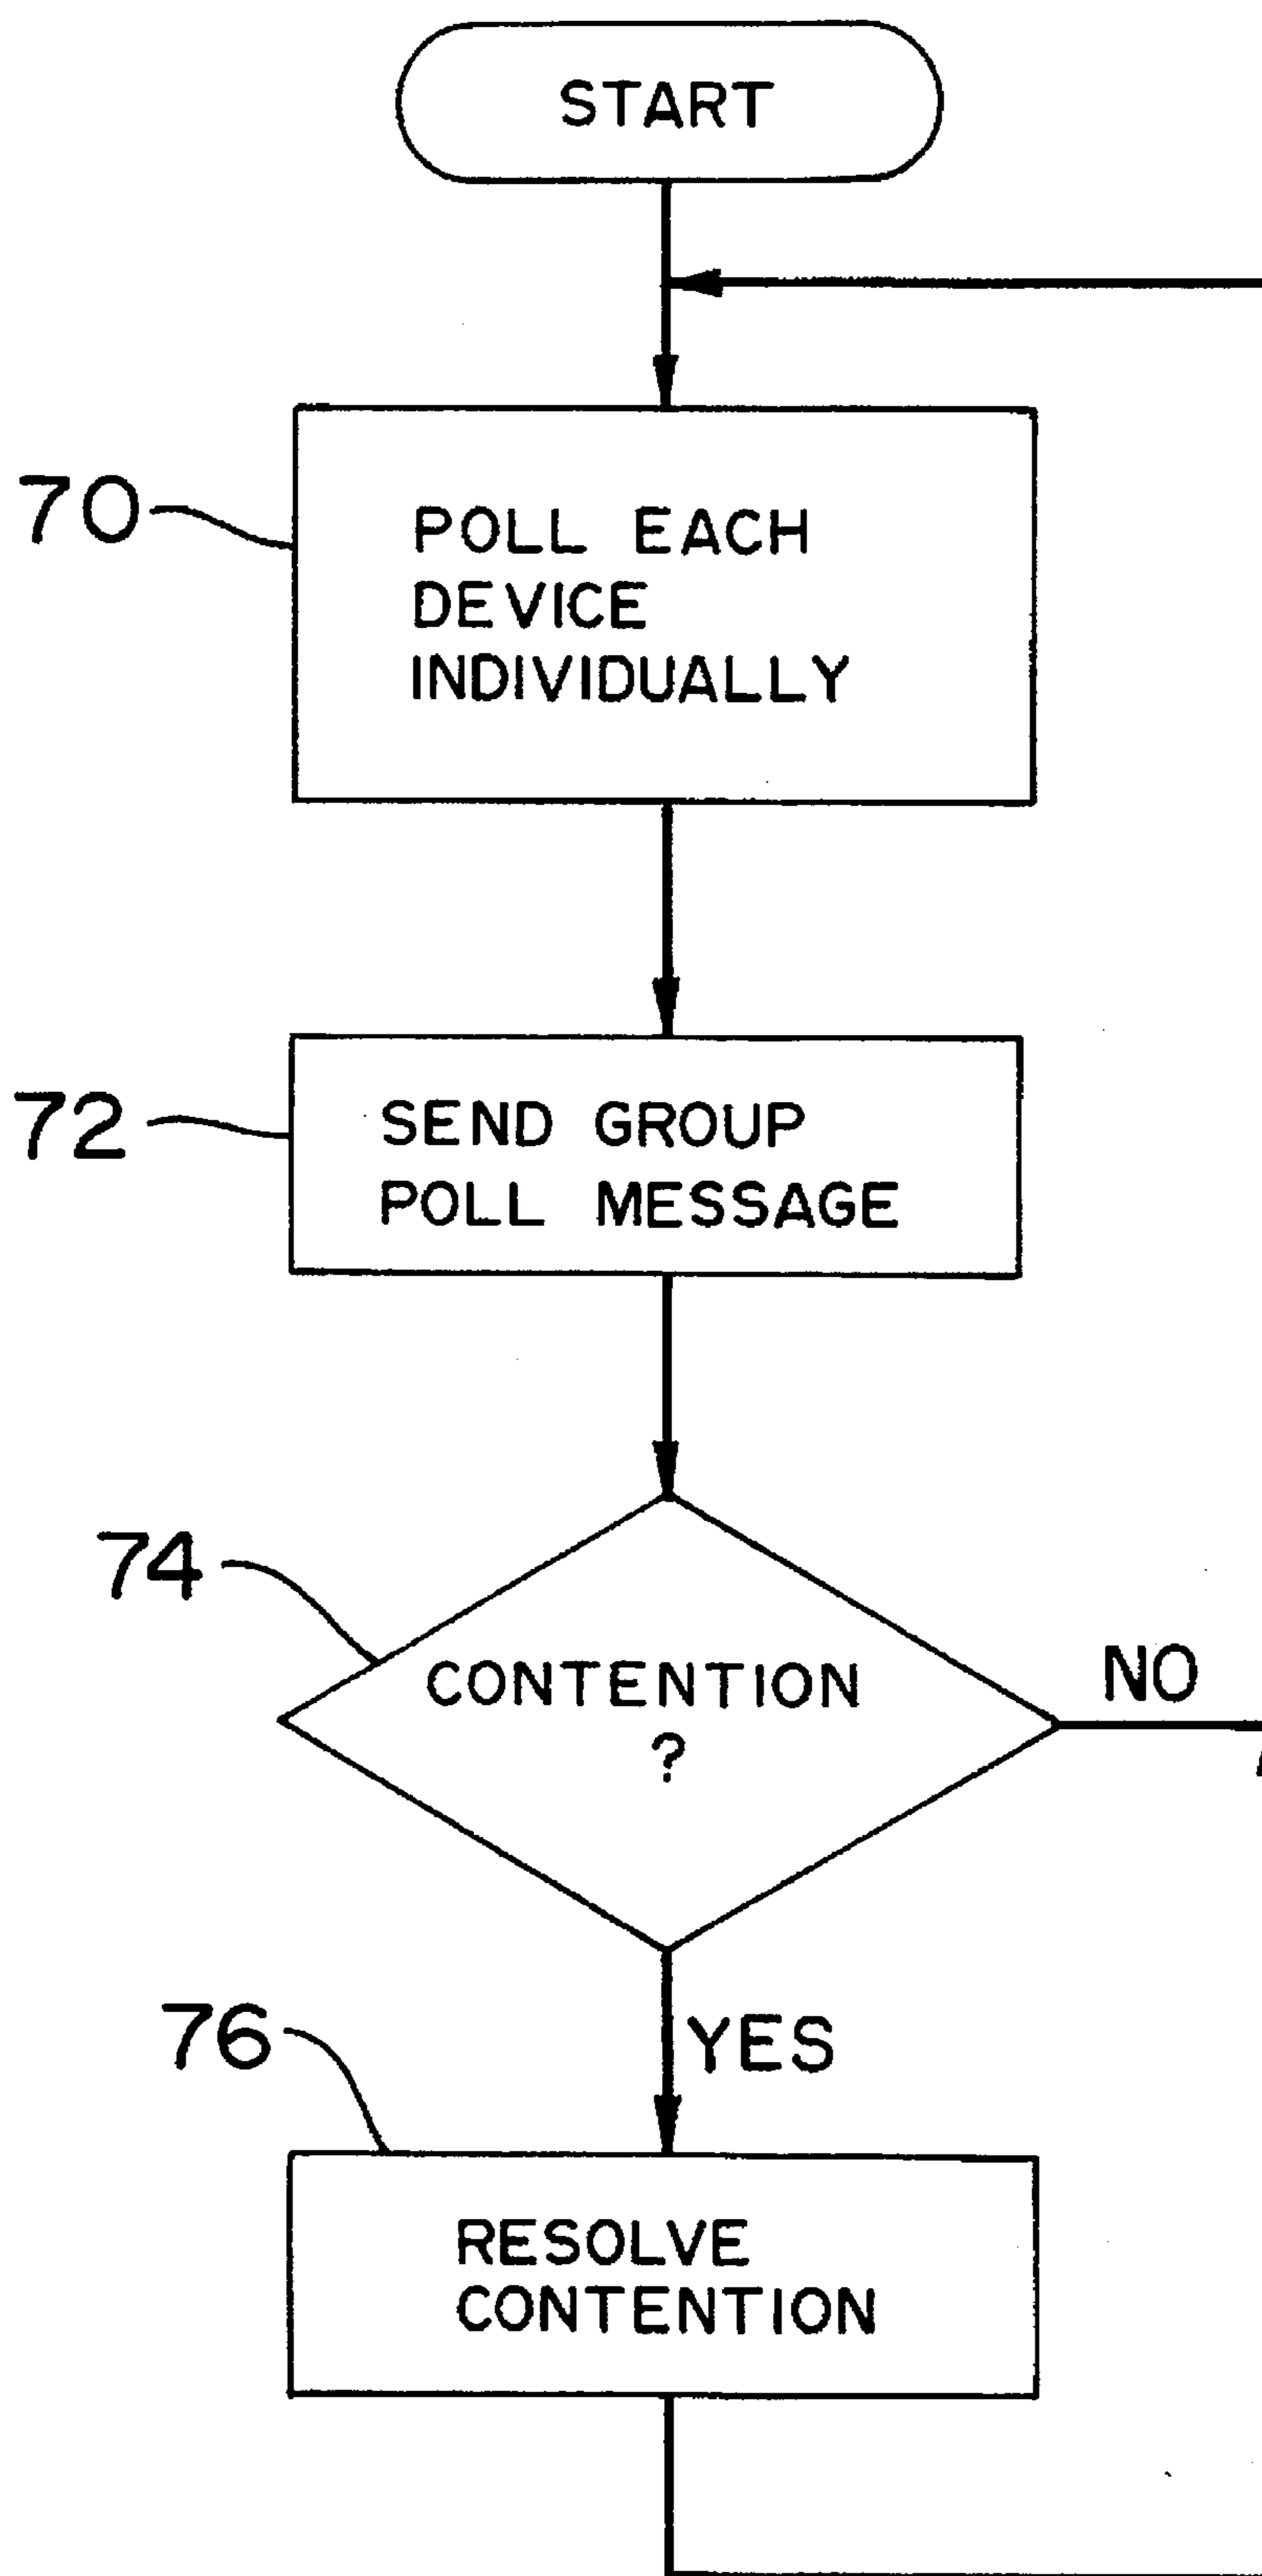 START
70
POLL EACH
DEVICE
INDIVIDUALLY
72
SEND GROUP
POLL MESSAGE
74
CONTENTION
?
NO
YES
76
RESOLVE
CONTENTION